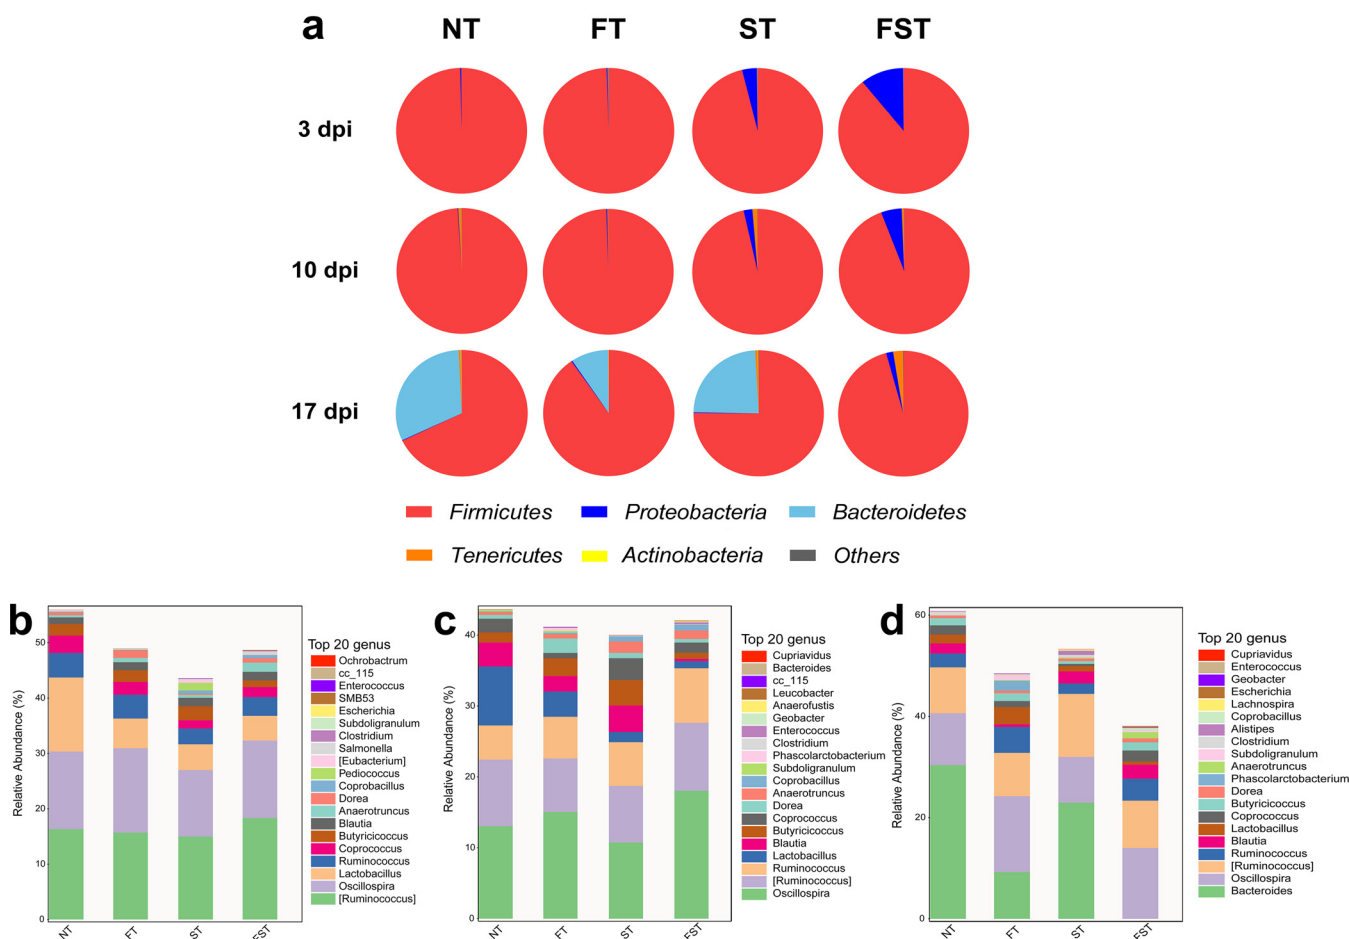 a NT FT ST FST
3 dpi
10 dpi
17 dpi
Firmicutes Proteobacteria Bacteroidetes
Tenericutes Actinobacteria Others
b
Relative Abundance (%)
50
40
30
20
10
0
NT FT ST FST
Top 20 genus
Ochrobactrum
cc_115
Enterococcus
SMB53
Escherichia
Subdoligranulum
Clostridium
Salmonella
[Eubacterium]
Pediococcus
Coprobacillus
Dorea
Anaerotruncus
Blautia
Butyricicoccus
Coprococcus
Ruminococcus
Lactobacillus
Oscillospira
[Ruminococcus]
c
Relative Abundance (%)
40
30
20
10
0
NT FT ST FST
Top 20 genus
Cupriavidus
Bacteroides
cc_115
Leucobacter
Anaerofustis
Geobacter
Enterococcus
Clostridium
Phascolarctobacterium
Subdoligranulum
Coprobacillus
Anaerotruncus
Dorea
Coprococcus
Butyricicoccus
Blautia
Lactobacillus
Ruminococcus
[Ruminococcus]
Oscillospira
d
Relative Abundance (%)
60
40
20
0
NT FT ST FST
Top 20 genus
Cupriavidus
Enterococcus
Geobacter
Escherichia
Lachnospira
Coprobacillus
Alistipes
Clostridium
Subdoligranulum
Anaerotruncus
Phascolarctobacterium
Dorea
Butyricicoccus
Coprococcus
Lactobacillus
Blautia
Ruminococcus
[Ruminococcus]
Oscillospira
Bacteroides